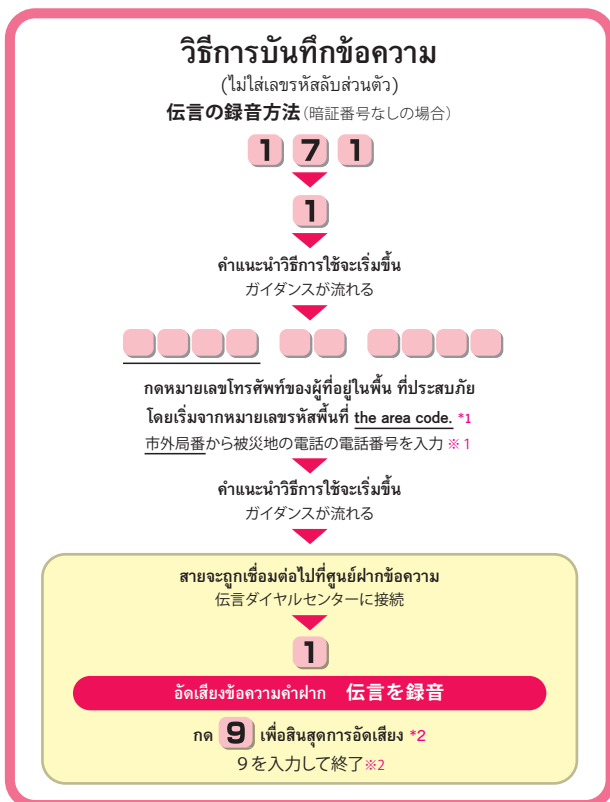 วิธีการบันทึกข้อความ
(ไม่ใส่เลขรหัสลับส่วนตัว)
伝言の録音方法(暗証番号なしの場合)
1 7 1
1
คำแนะนำวิธีการใช้จะเริ่มขึ้น
ガイダンスが流れる
กดหมายเลขโทรศัพท์ของผู้ที่อยู่ในพื้น ที่ประสบภัย
โดยเริ่มจากหมายเลขรหัสพื้นที่ the area code. *1
市外局番から被災地の電話の電話番号を入力 ※1
คำแนะนำวิธีการใช้จะเริ่มขึ้น
ガイダンスが流れる
สายจะถูกเชื่อมต่อไปที่ศูนย์ฝากข้อความ
伝言ダイヤルセンターに接続
1
อัดเสียงข้อความคำฝาก 伝言を録音
กด 9 เพื่อสินสุดการอัดเสียง *2
9を入力して終了※2